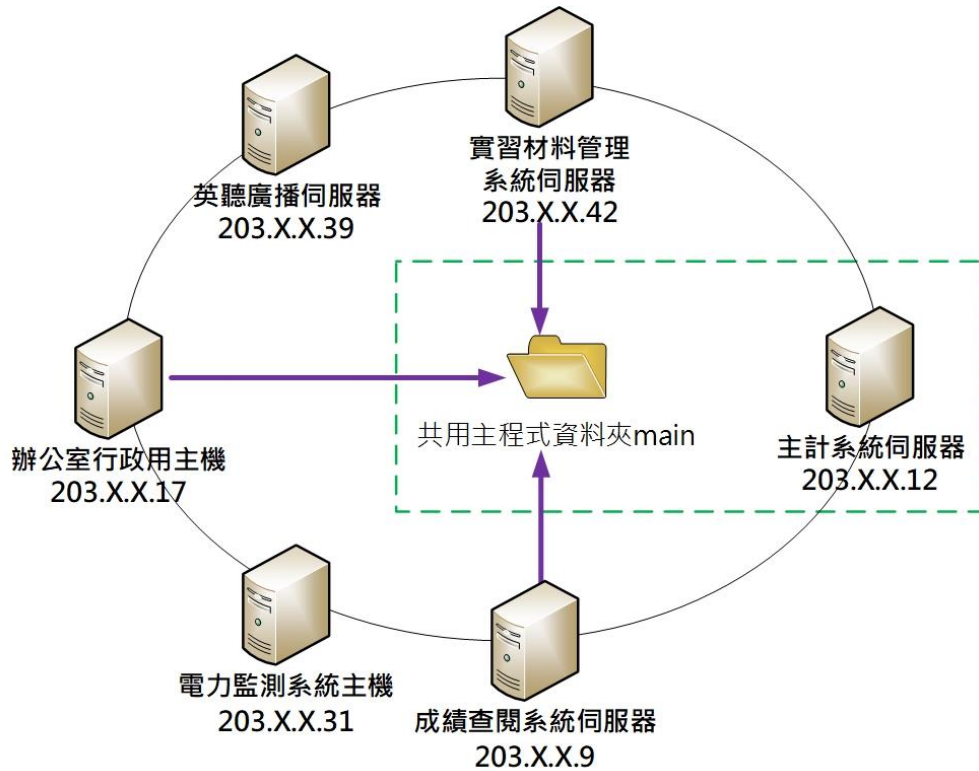 實習材料管理
系統伺服器
203.X.X.42
英聽廣播伺服器
203.X.X.39
共用主程式資料夾main
主計系統伺服器
203.X.X.12
辦公室行政用主機
203.X.X.17
電力監測系統主機
203.X.X.31
成績查閱系統伺服器
203.X.X.9